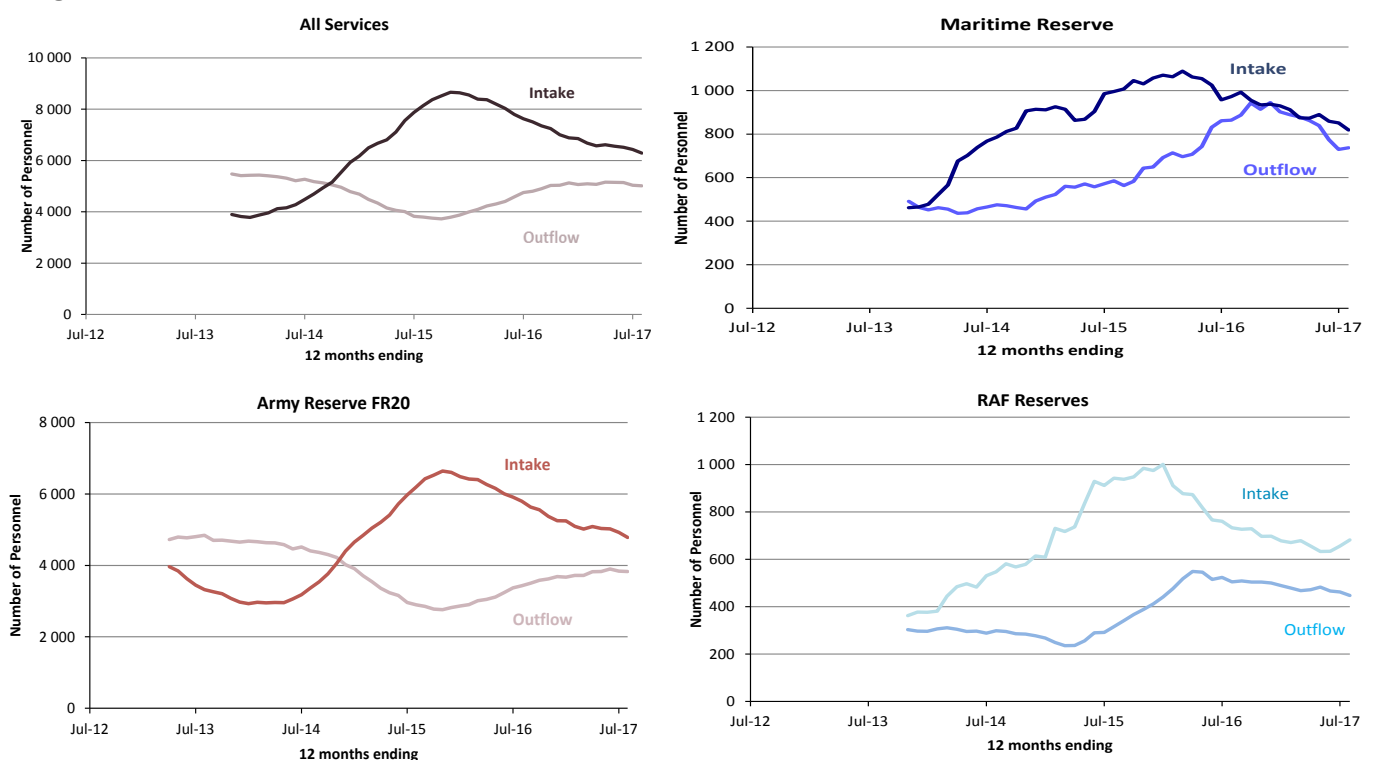 All Services
Number of Personnel
10 000
8 000
6 000
4 000
2 000
0
Intake
Outflow
Jul-12 Jul-13 Jul-14 Jul-15 Jul-16 Jul-17
12 months ending
Maritime Reserve
Number of Personnel
1 200
1 000
800
600
400
200
0
Intake
Outflow
Jul-12 Jul-13 Jul-14 Jul-15 Jul-16 Jul-17
12 months ending
Army Reserve FR20
Number of Personnel
8 000
6 000
4 000
2 000
0
Intake
Outflow
Jul-12 Jul-13 Jul-14 Jul-15 Jul-16 Jul-17
12 months ending
RAF Reserves
Number of Personnel
1 200
1 000
800
600
400
200
0
Intake
Outflow
Jul-12 Jul-13 Jul-14 Jul-15 Jul-16 Jul-17
12 months ending